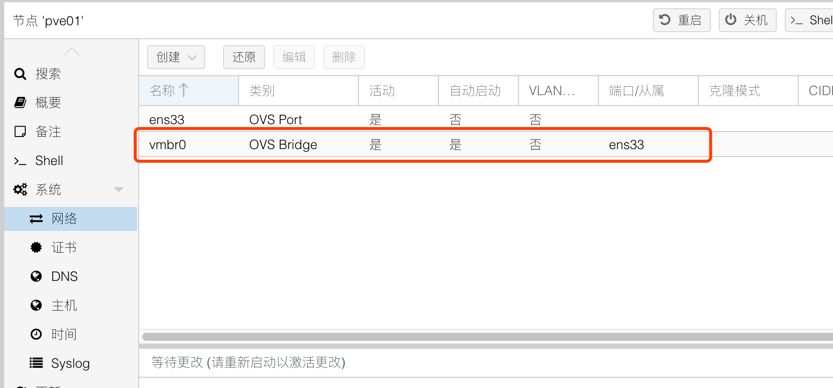 节点 'pve01'
重启
关机
Shell
搜索
概要
备注
Shell
系统
网络
证书
DNS
主机
时间
Syslog
创建
还原
编辑
删除
名称 类别 活动 自动启动 VLAN... 端口/从属 克隆模式 CID
ens33 OVS Port 是 否 否
vmbr0 OVS Bridge 是 是 否 ens33
等待更改 (请重新启动以激活更改)